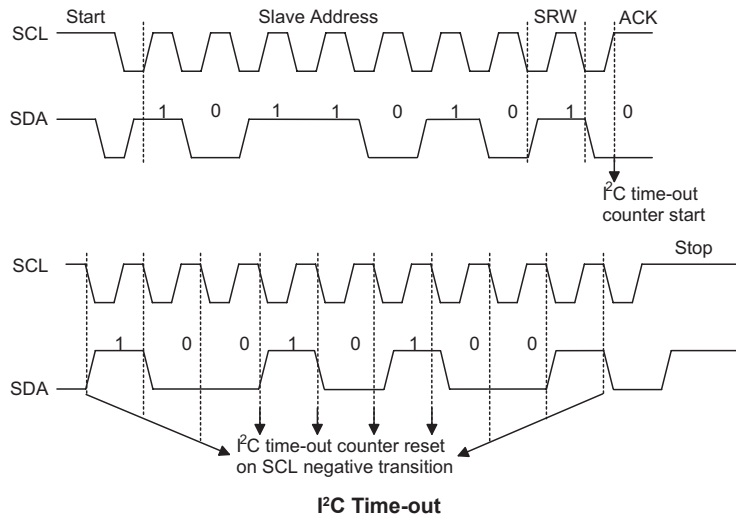 Start Slave Address SRW ACK
SCL
SDA 1 0 1 1 0 1 0 1 0
I²C time-out
counter start
SCL Stop
SDA 1 0 0 1 0 1 0 0
I²C time-out counter reset
on SCL negative transition
I²C Time-out